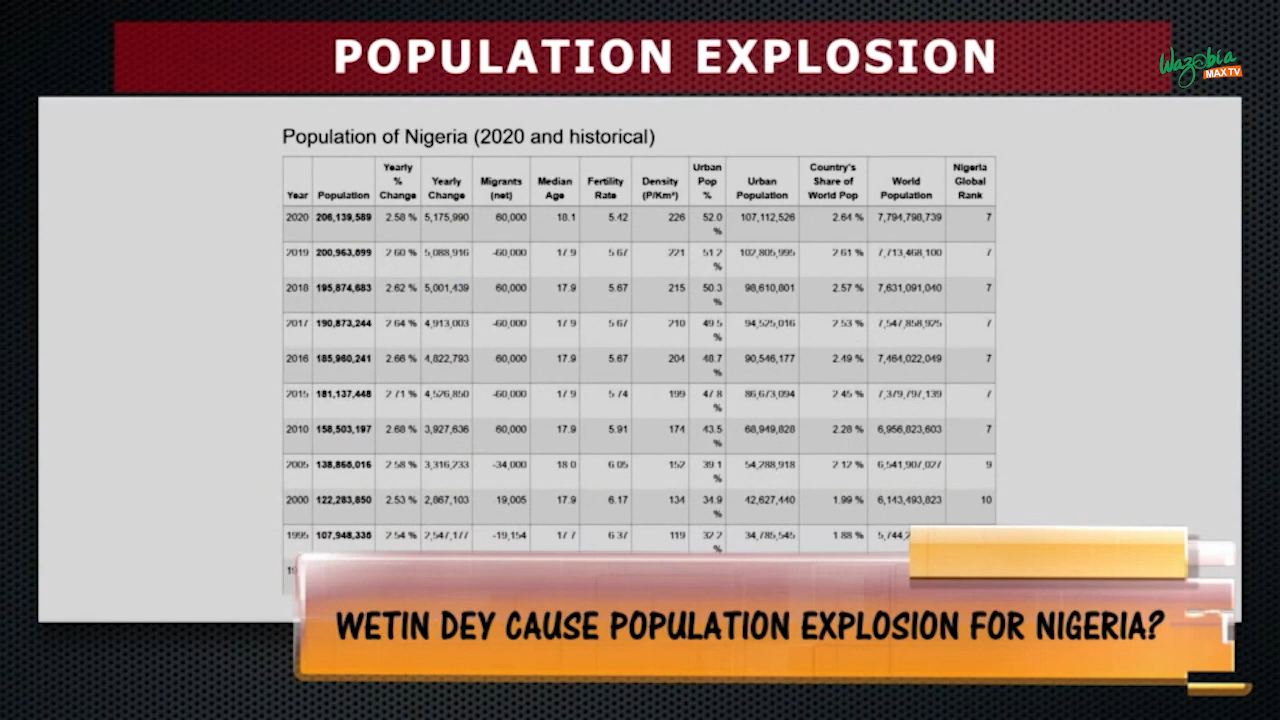 POPULATION EXPLOSION
Wazobia
MAX TV
Population of Nigeria (2020 and historical)
Year Population Yearly % Change Yearly Change Migrants (net) Median Age Fertility Rate Density (P/Km²) Urban Pop % Urban Population Country's Share of World Pop World Population Nigeria Global Rank
2020 206,139,589 2.58 % 5,175,990 60,000 18.1 5.42 226 52.0 % 107,112,526 2.64 % 7,794,798,739 7
2019 200,963,599 2.60 % 5,088,916 -60,000 17.9 5.67 221 51.2 % 102,805,995 2.61 % 7,713,468,100 7
2018 195,874,683 2.62 % 5,001,439 60,000 17.9 5.67 215 50.3 % 98,610,801 2.57 % 7,631,091,040 7
2017 190,873,244 2.64 % 4,913,003 -60,000 17.9 5.67 210 49.5 % 94,525,016 2.53 % 7,547,858,925 7
2016 185,960,241 2.66 % 4,822,793 60,000 17.9 5.67 204 48.7 % 90,546,177 2.49 % 7,464,022,049 7
2015 181,137,448 2.71 % 4,526,850 -60,000 17.9 5.74 199 47.8 % 86,673,094 2.45 % 7,379,797,139 7
2010 158,503,197 2.68 % 3,927,636 60,000 17.9 5.91 174 43.5 % 68,949,828 2.28 % 6,956,823,603 7
2005 138,865,016 2.58 % 3,316,233 -34,000 18.0 6.05 152 39.1 % 54,288,918 2.12 % 6,541,907,027 9
2000 122,283,850 2.53 % 2,867,103 19,005 17.9 6.17 134 34.9 % 42,627,440 1.99 % 6,143,493,823 10
1995 107,948,335 2.54 % 2,547,177 -19,154 17.7 6.37 119 32.2 % 34,785,545 1.88 %
WETIN DEY CAUSE POPULATION EXPLOSION FOR NIGERIA?